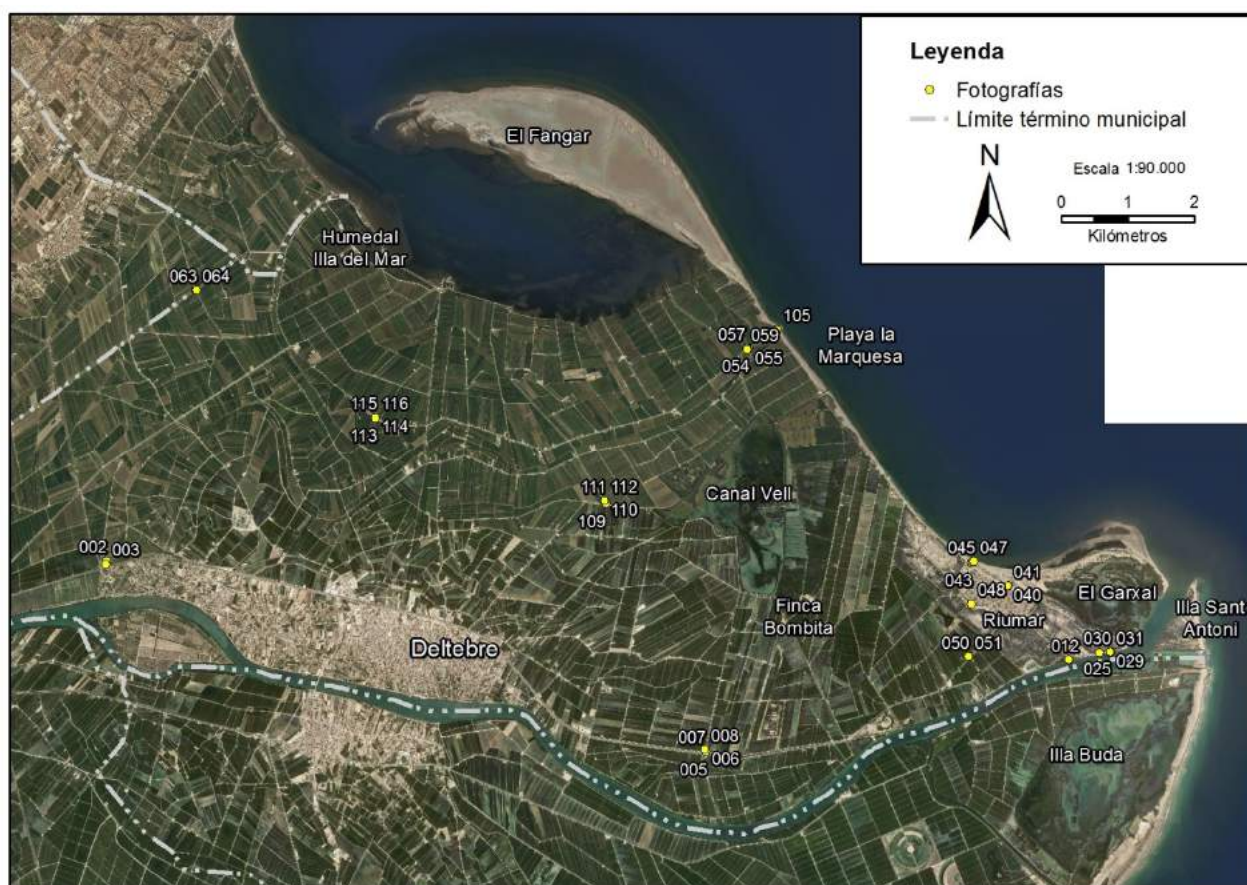 Leyenda
Fotografías
Límite término municipal
N
Escala 1:90.000
0 1 2
Kilómetros
El Fangar
Humedal
Illa del Mar
063 064
105
057 059
054 055
Playa la
Marquesa
115 116
113 114
111 112
109 110
Canal Vell
002 003
045 047
041
043 048 040
El Garxal
Illa Sant
Antoni
Riumar
Finca
Bombita
Deltebre
050 051
012
030 031
025 029
007 008
005 006
Illa Buda